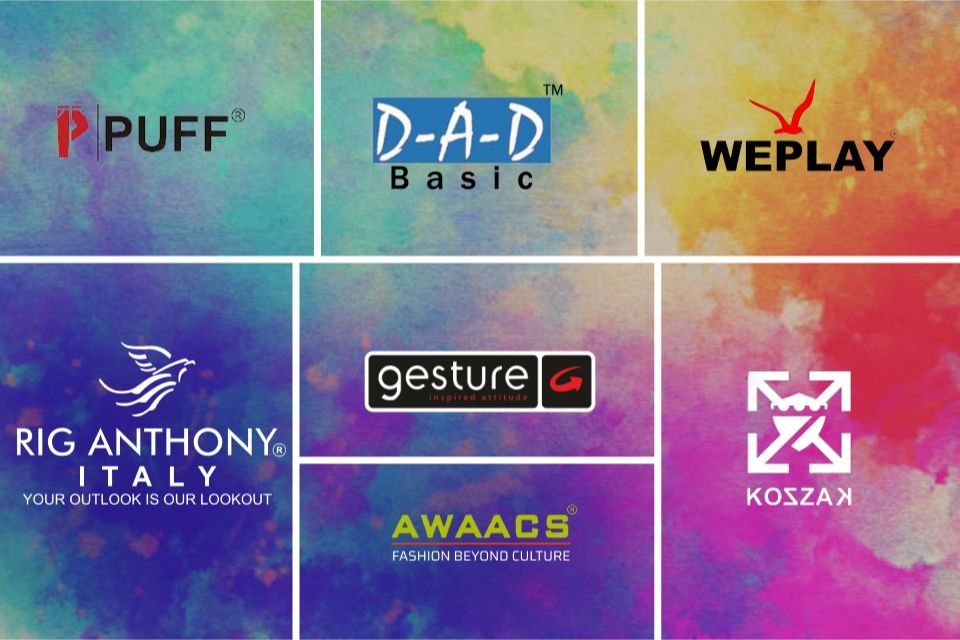 P PUFF®
D-A-D™
Basic
WEPLAY®
RIG ANTHONY®
ITALY
YOUR OUTLOOK IS OUR LOOKOUT
gesture
inspired attitude
AWAACS®
FASHION BEYOND CULTURE
KOZZAK